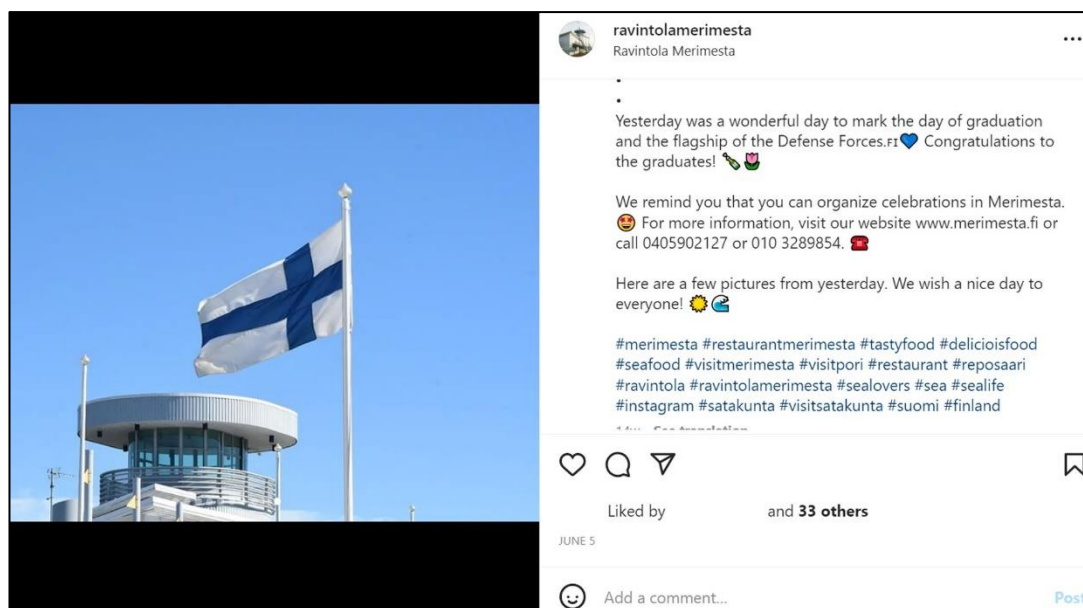 ravintolamerimesta
Ravintola Merimesta
Yesterday was a wonderful day to mark the day of graduation
and the flagship of the Defense Forces.FI💙 Congratulations to
the graduates! 🍾🌷
We remind you that you can organize celebrations in Merimesta.
🤩 For more information, visit our website www.merimesta.fi or
call 0405902127 or 010 3289854. ☎️
Here are a few pictures from yesterday. We wish a nice day to
everyone! 🌞🌊
#merimesta #restaurantmerimesta #tastyfood #delicioisfood
#seafood #visitmerimesta #visitpori #restaurant #reposaari
#ravintola #ravintolamerimesta #sealovers #sea #sealife
#instagram #satakunta #visitsatakunta #suomi #finland
Liked by and 33 others
JUNE 5
Add a comment... Post